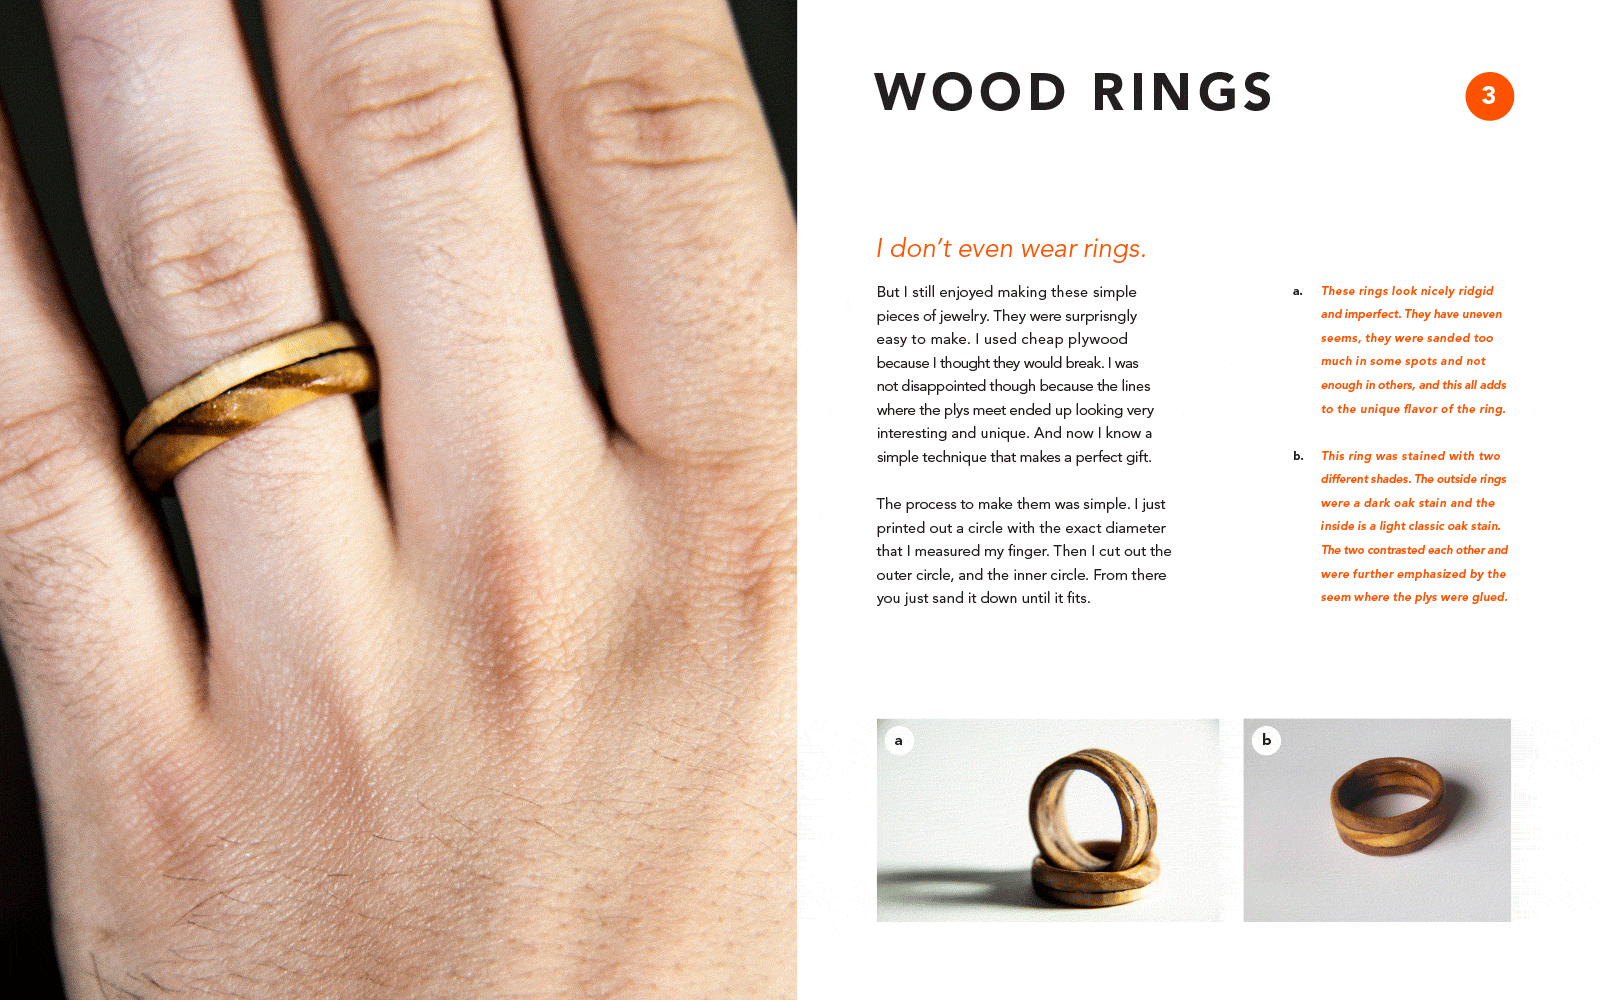 WOOD RINGS
3
I don't even wear rings.
But I still enjoyed making these simple
pieces of jewelry. They were surprisngly
easy to make. I used cheap plywood
because I thought they would break. I was
not disappointed though because the lines
where the plys meet ended up looking very
interesting and unique. And now I know a
simple technique that makes a perfect gift.
The process to make them was simple. I just
printed out a circle with the exact diameter
that I measured my finger. Then I cut out the
outer circle, and the inner circle. From there
you just sand it down until it fits.
a. These rings look nicely ridgid
and imperfect. They have uneven
seems, they were sanded too
much in some spots and not
enough in others, and this all adds
to the unique flavor of the ring.
b. This ring was stained with two
different shades. The outside rings
were a dark oak stain and the
inside is a light classic oak stain.
The two contrasted each other and
were further emphasized by the
seem where the plys were glued.
a
b